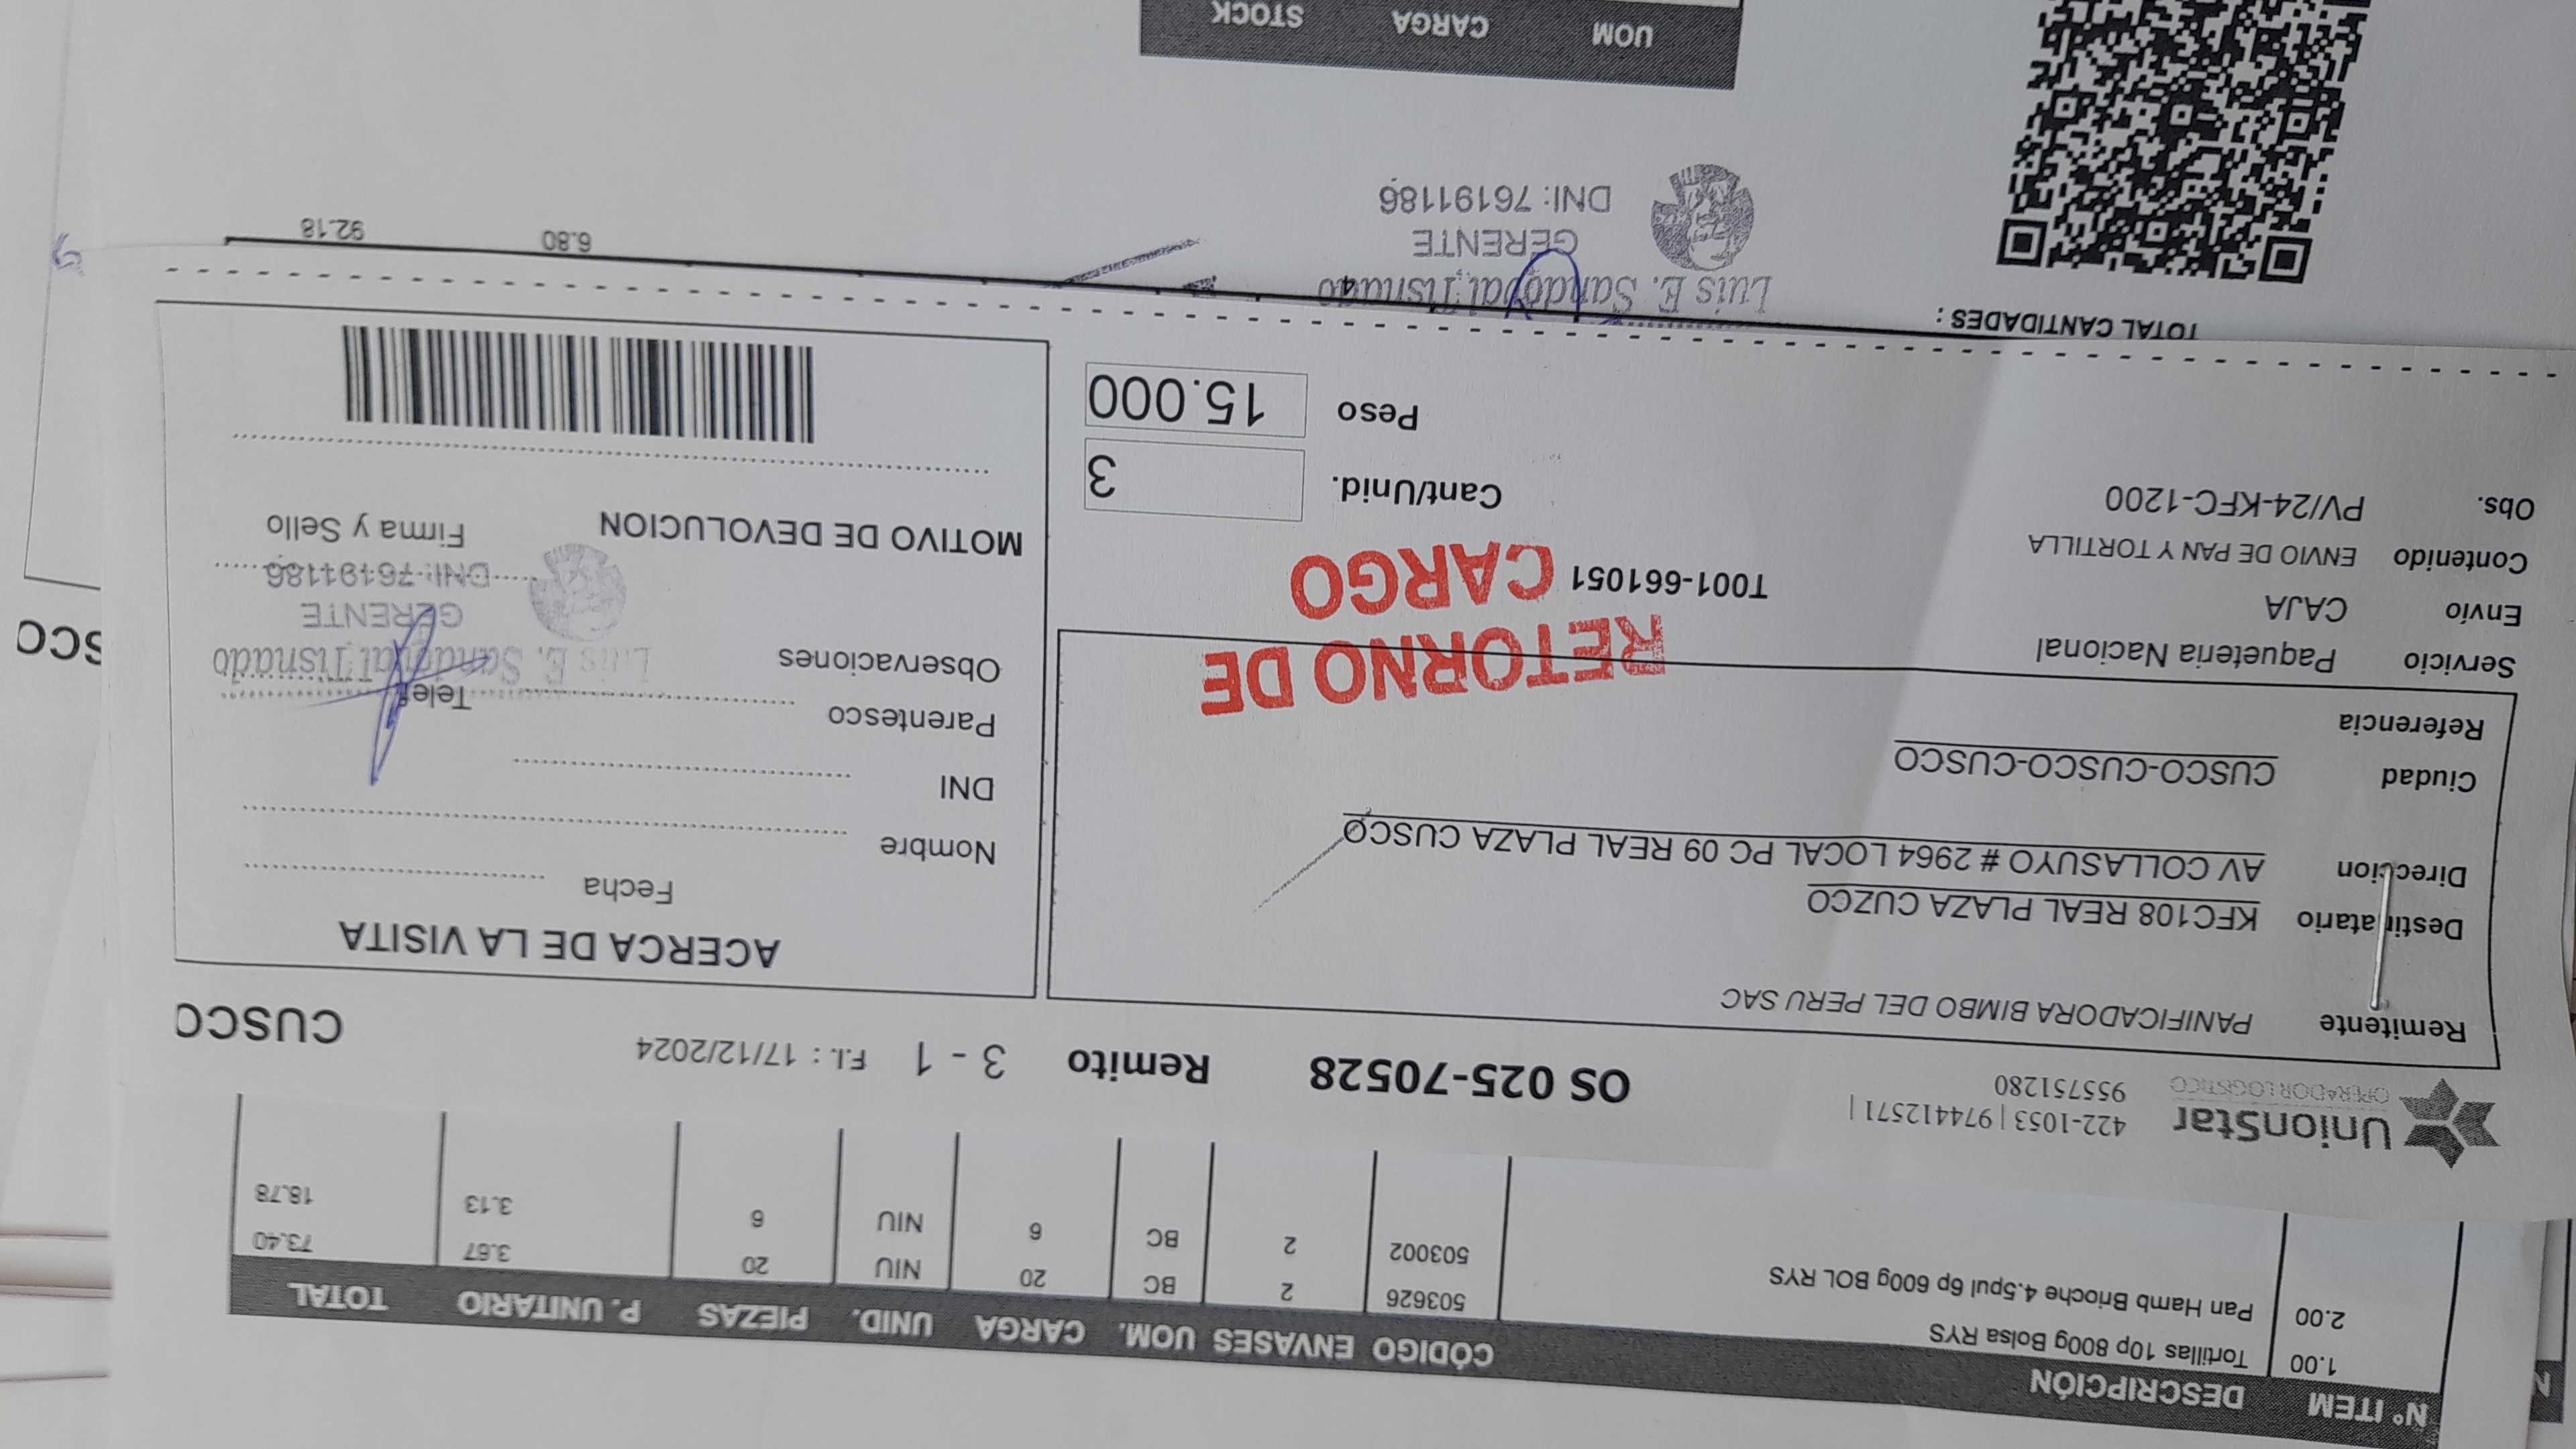 Nº ITEM DESCRIPCIÓN CÓDIGO ENVASES UOM. CARGA UNID. PIEZAS P. UNITARIO TOTAL
1.00 Tortillas 10p 800g Bolsa RYS 503626 2 BC 20 NIU 20 3.67 73.40
2.00 Pan Hamb Brioche 4.5pul 6p 600g BOL RYS 503002 2 BC 6 NIU 6 3.13 18.78
UnionStar
OPERADOR LOGISTICO
422-1053 | 974412571 |
955751280
OS 025-70528 Remito 3 - 1 F.I. : 17/12/2024 CUSCO
Remitente PANIFICADORA BIMBO DEL PERU SAC
Destinatario KFC108 REAL PLAZA CUZCO
Direccion AV COLLASUYO # 2964 LOCAL PC 09 REAL PLAZA CUSCO
Ciudad CUSCO-CUSCO-CUSCO
Referencia
Servicio Paqueteria Nacional
Envio CAJA
Contenido ENVIO DE PAN Y TORTILLA
Obs. PV/24-KFC-1200
T001-661051
RETORNO DE
CARGO
Cant/Unid. 3
Peso 15.000
ACERCA DE LA VISITA
Fecha
Nombre
DNI
Parentesco Telef
Observaciones
Luis E. Sandoval Tisnado
GERENTE
DNI: 76191186
MOTIVO DE DEVOLUCION Firma y Sello
TOTAL CANTIDADES :
6.80 92.18
Luis E. Sandoval Tisnado
GERENTE
DNI: 76191186
UOM CARGA STOCK
SCO
N